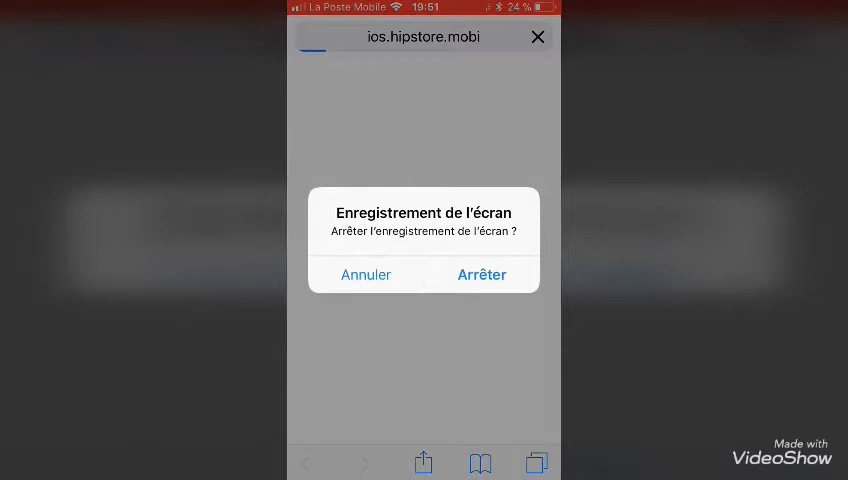 La Poste Mobile 19:51 24 %
ios.hipstore.mobi
Enregistrement de l'écran
Arrêter l'enregistrement de l'écran ?
Annuler Arrêter
Made with
VideoShow